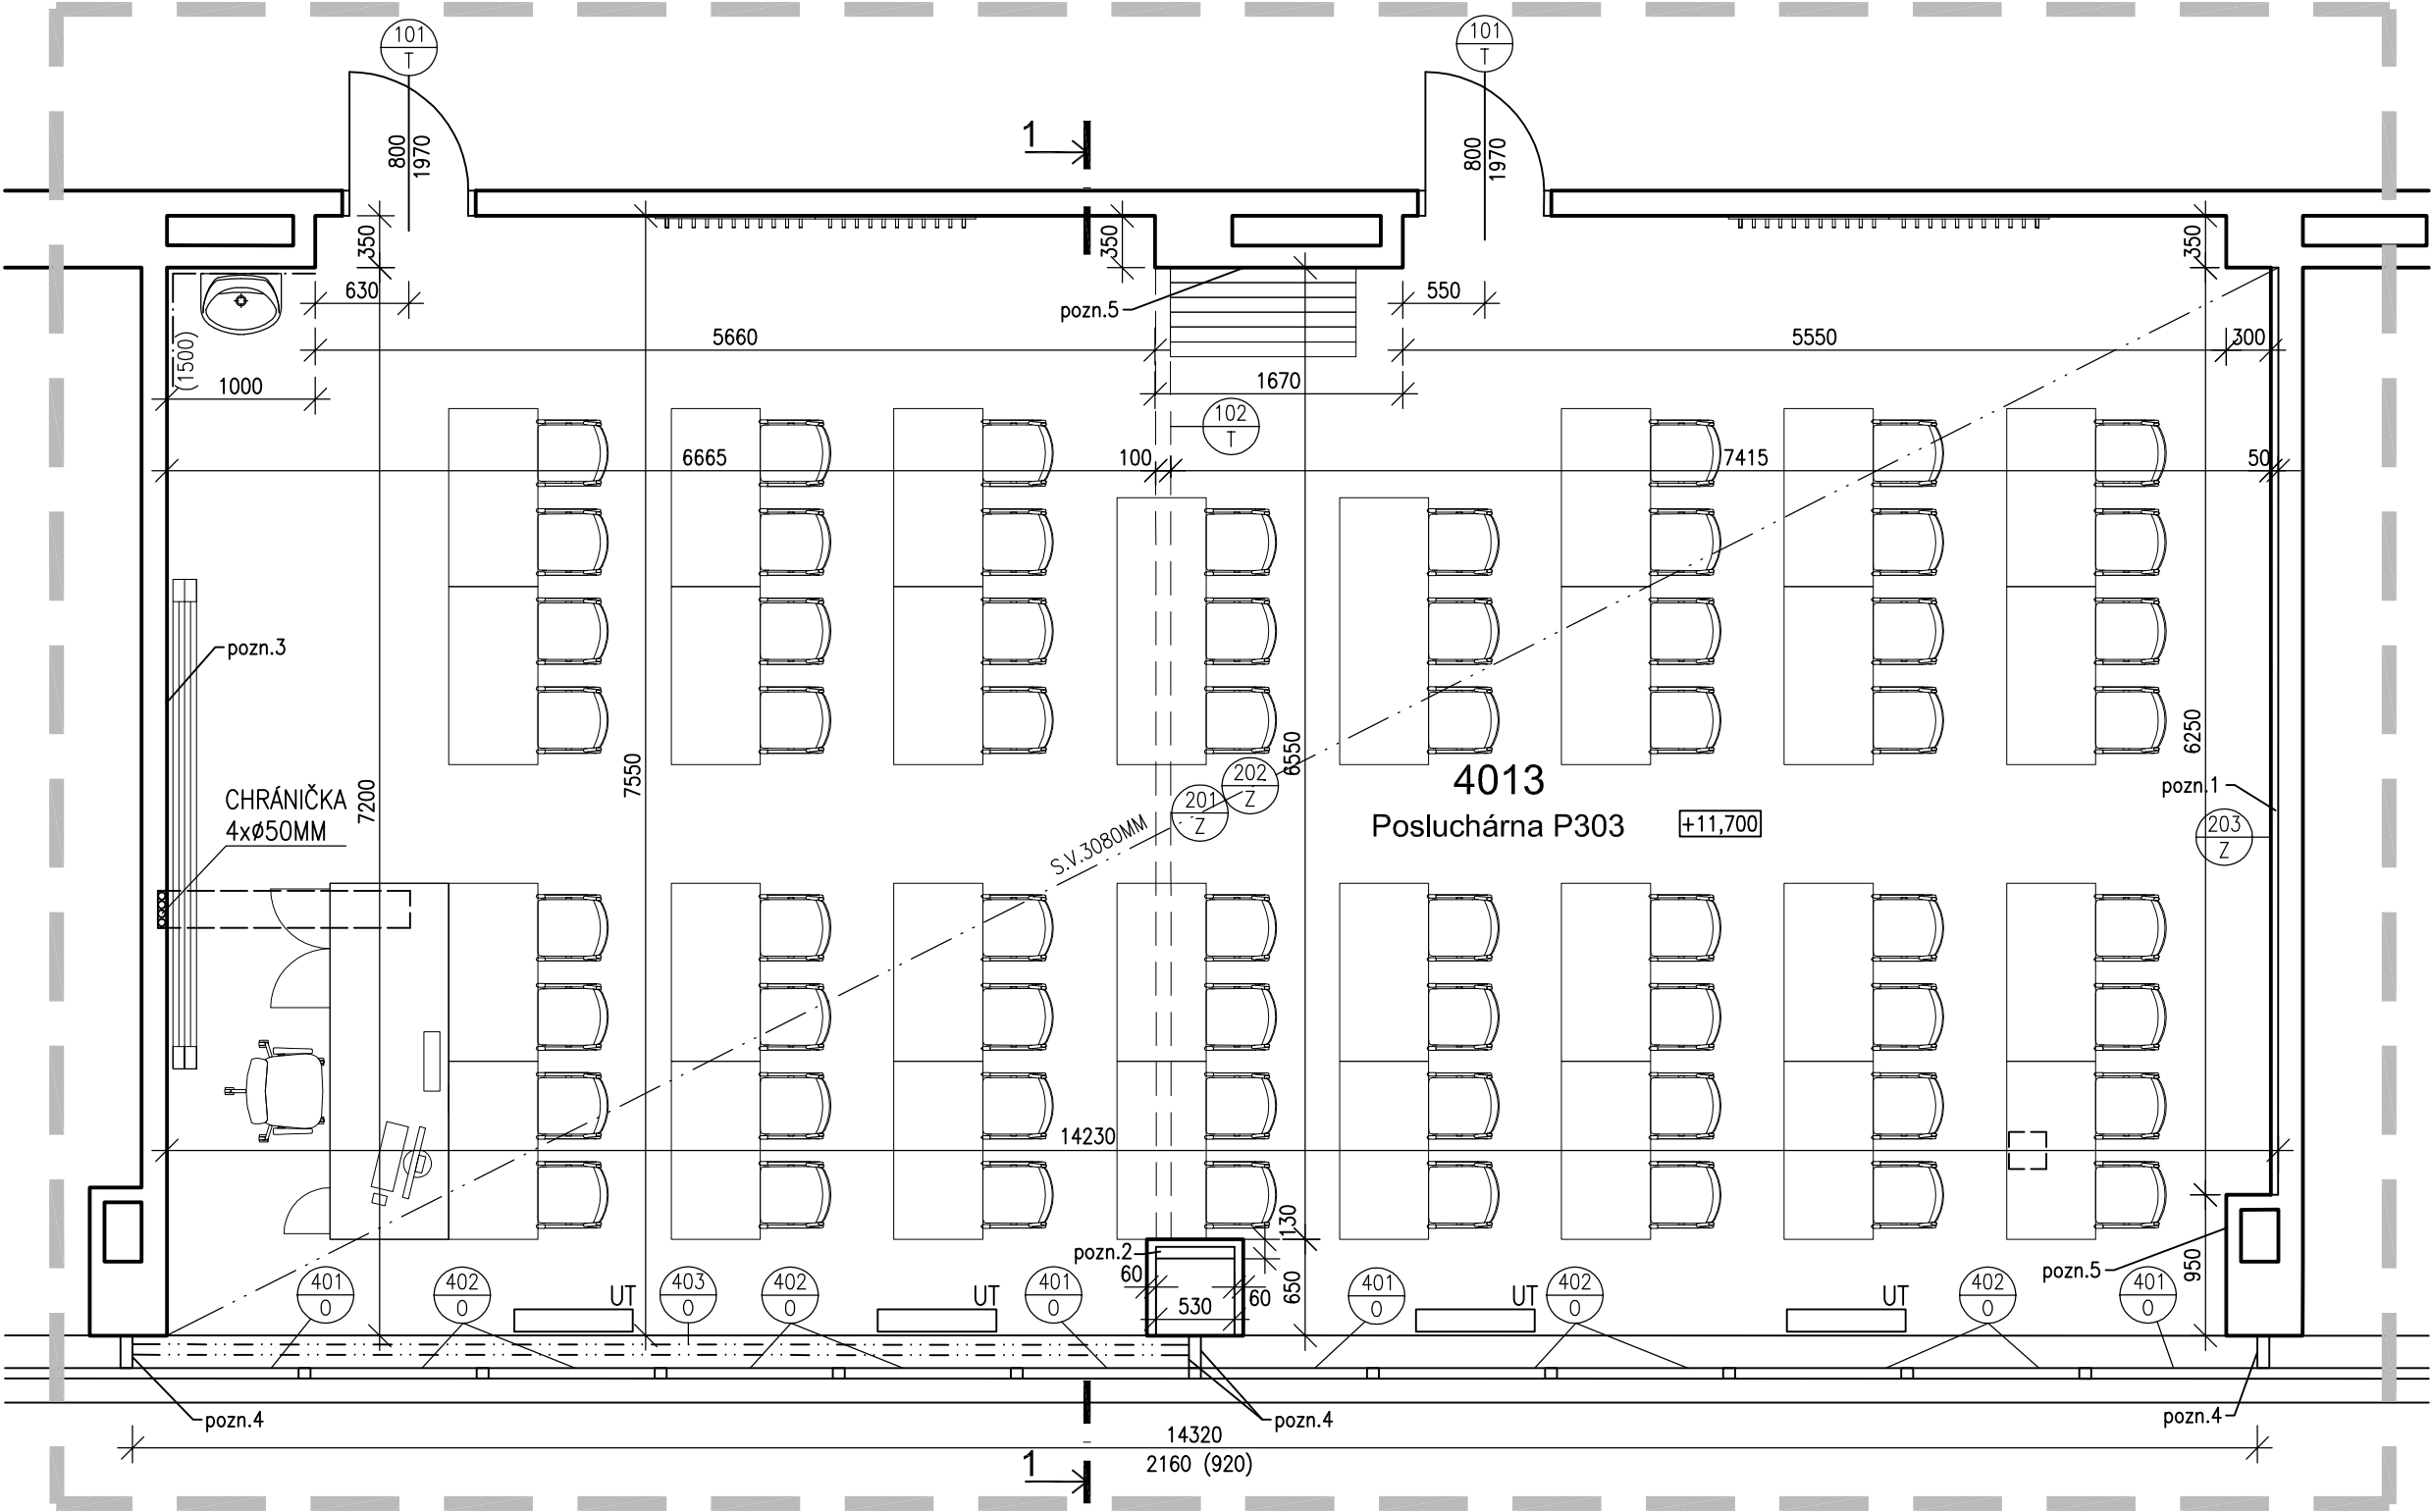 101
T
101
T
1
800
1970
800
1970
350
350
350
630
pozn.5
550
(1500)
5660
5550
300
1000
1670
102
T
6665
100
7415
50
pozn.3
7200
7550
6550
6250
CHRÁNIČKA
4xø50MM
4013
202
Z
201
Z
Posluchárna P303
+11,700
pozn.1
203
Z
S.V.3080MM
14230
130
pozn.2
60
530
60
650
950
pozn.5
401
0
402
0
UT
403
0
402
0
UT
401
0
401
0
402
0
UT
UT
402
0
401
0
pozn.4
pozn.4
pozn.4
14320
2160 (920)
1